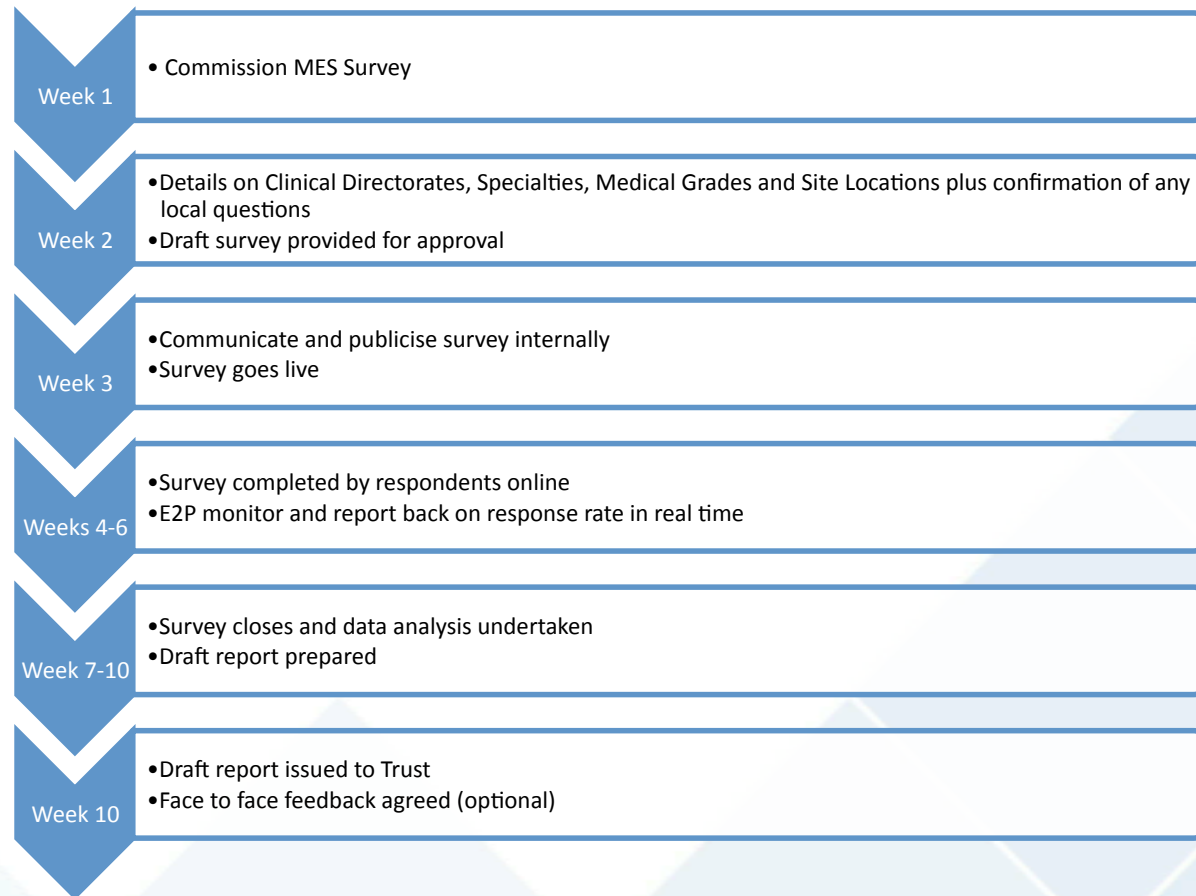 Week 1
• Commission MES Survey
Week 2
•Details on Clinical Directorates, Specialties, Medical Grades and Site Locations plus confirmation of any
local questions
•Draft survey provided for approval
Week 3
•Communicate and publicise survey internally
•Survey goes live
Weeks 4-6
•Survey completed by respondents online
•E2P monitor and report back on response rate in real time
Week 7-10
•Survey closes and data analysis undertaken
•Draft report prepared
Week 10
•Draft report issued to Trust
•Face to face feedback agreed (optional)